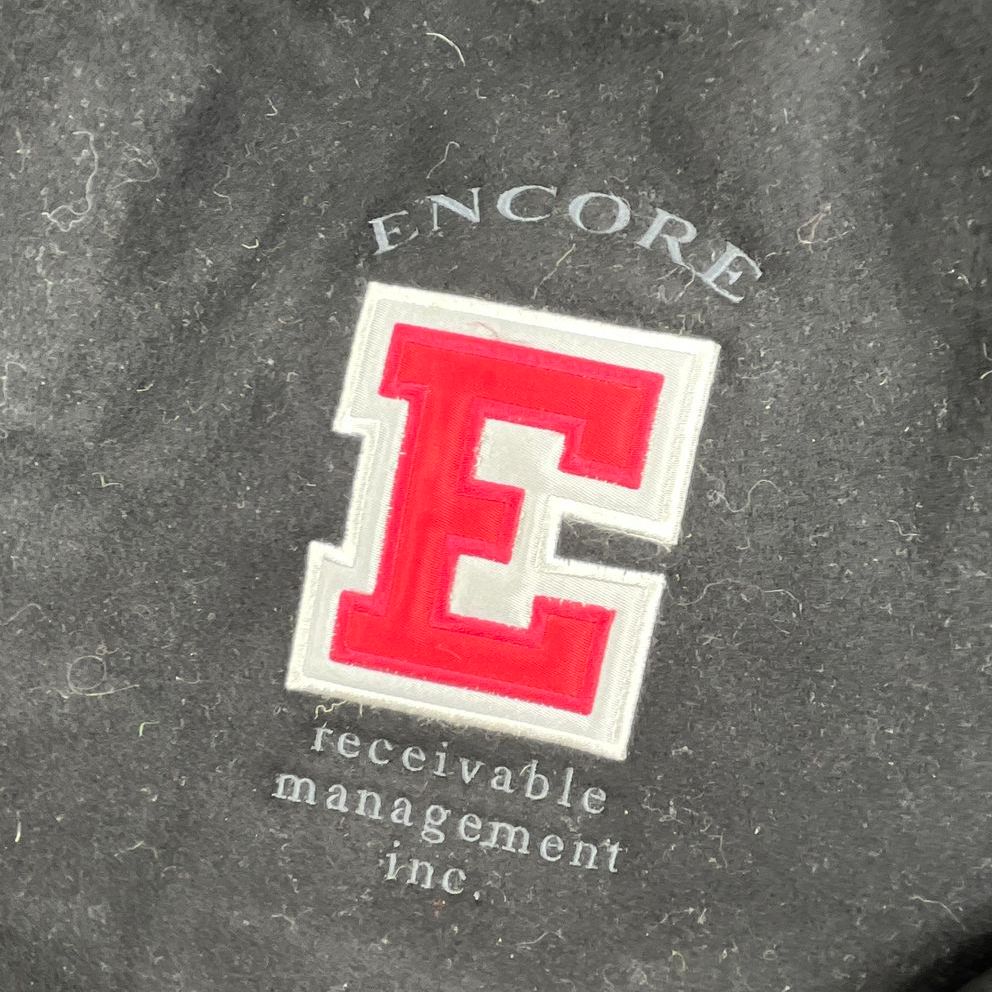 ENCORE
E
receivable
management
inc.